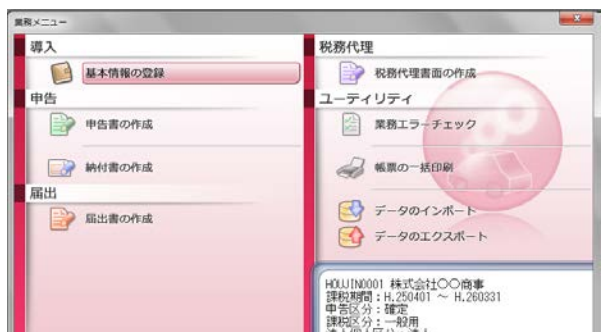 業務メニュー
導入
基本情報の登録
申告
申告書の作成
納付書の作成
届出
届出書の作成
税務代理
税務代理書面の作成
ユーティリティ
業務エラーチェック
帳票の一括印刷
データのインポート
データのエクスポート
HOUJIN0001 株式会社〇〇商事
課税期間:H.250401 ~ H.260331
申告区分:確定
課税区分:一般用